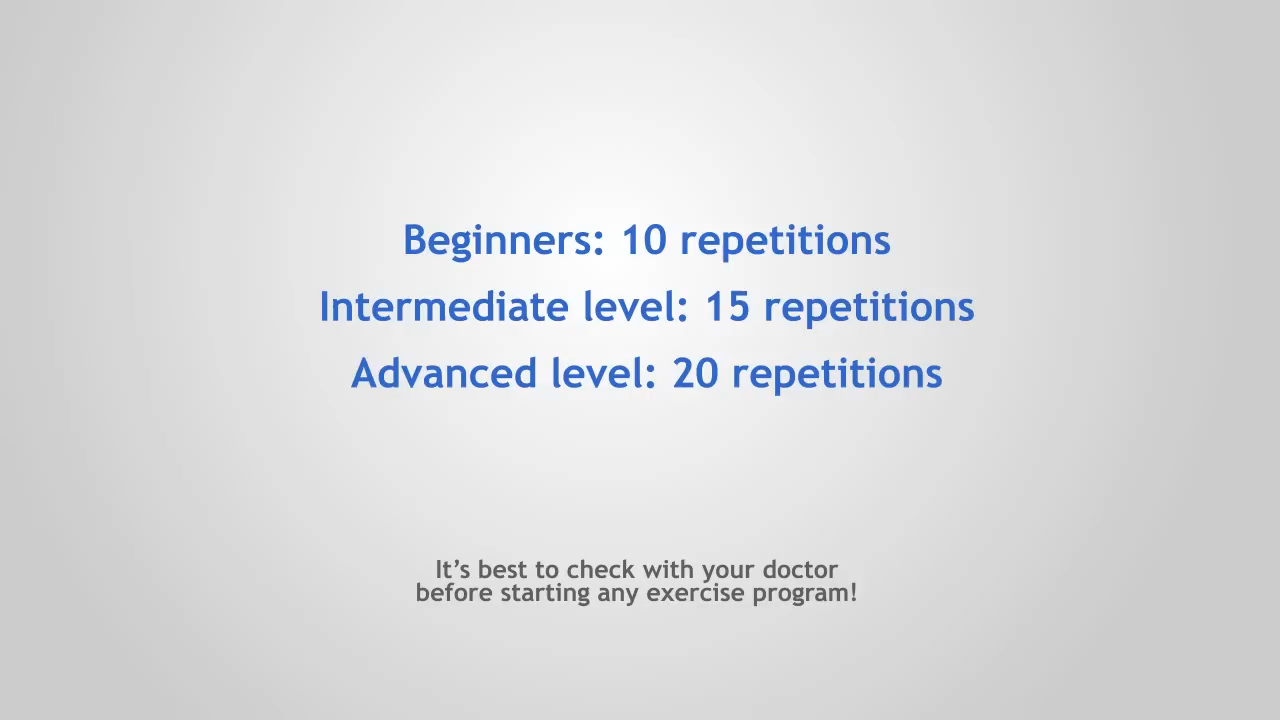 Beginners: 10 repetitions
Intermediate level: 15 repetitions
Advanced level: 20 repetitions
It’s best to check with your doctor
before starting any exercise program!